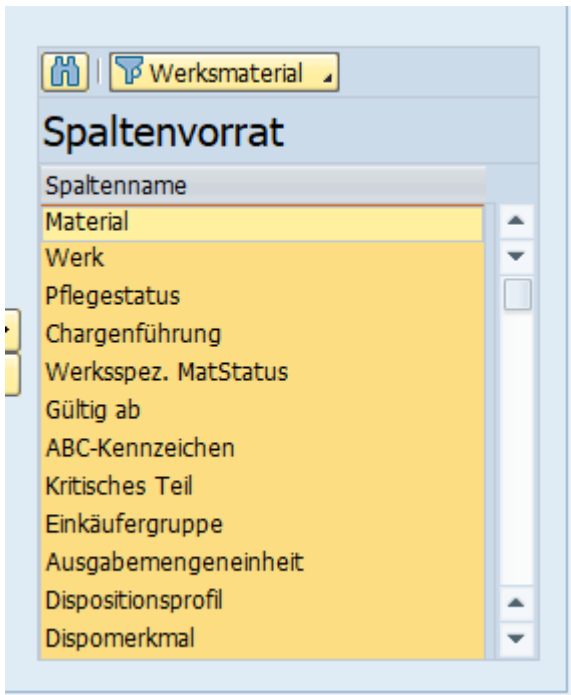 Werksmaterial
Spaltenvorrat
Spaltenname
Material
Werk
Pflegestatus
Chargenführung
Werksspez. MatStatus
Gültig ab
ABC-Kennzeichen
Kritisches Teil
Einkäufergruppe
Ausgabemengeneinheit
Dispositionsprofil
Dispomerkmal